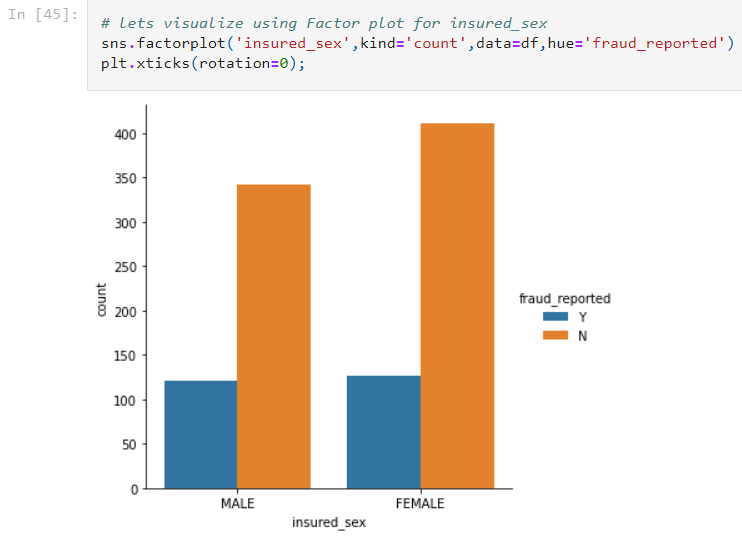 In [45]:
# lets visualize using Factor plot for insured_sex
sns.factorplot('insured_sex',kind='count',data=df,hue='fraud_reported')
plt.xticks(rotation=0);
400
350
300
250
200
150
100
50
0
count
MALE
FEMALE
insured_sex
fraud_reported
Y
N